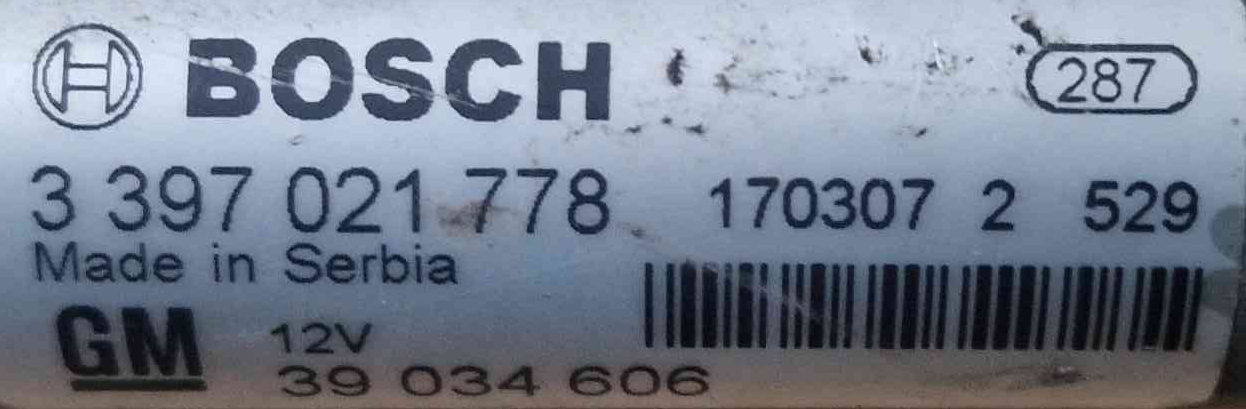 BOSCH 287
3 397 021 778 170307 2 529
Made in Serbia
GM 12V
39 034 606